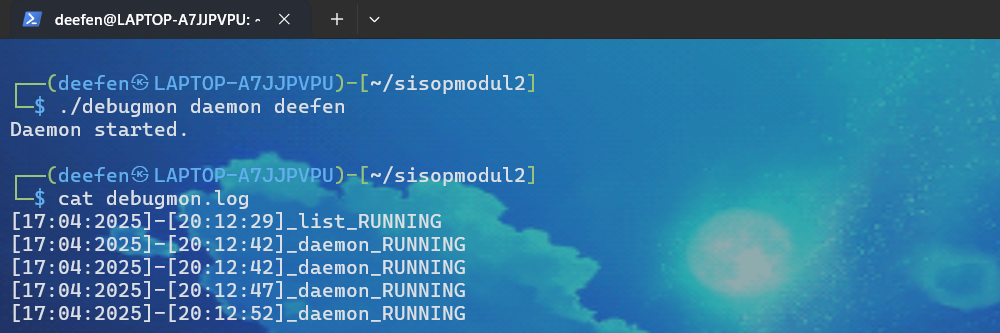 deefen@LAPTOP-A7JJPVPU: ~
(deefen㉿LAPTOP-A7JJPVPU)-[~/sisopmodul2]
$ ./debugmon daemon deefen
Daemon started.
(deefen㉿LAPTOP-A7JJPVPU)-[~/sisopmodul2]
$ cat debugmon.log
[17:04:2025]-[20:12:29]_list_RUNNING
[17:04:2025]-[20:12:42]_daemon_RUNNING
[17:04:2025]-[20:12:42]_daemon_RUNNING
[17:04:2025]-[20:12:47]_daemon_RUNNING
[17:04:2025]-[20:12:52]_daemon_RUNNING